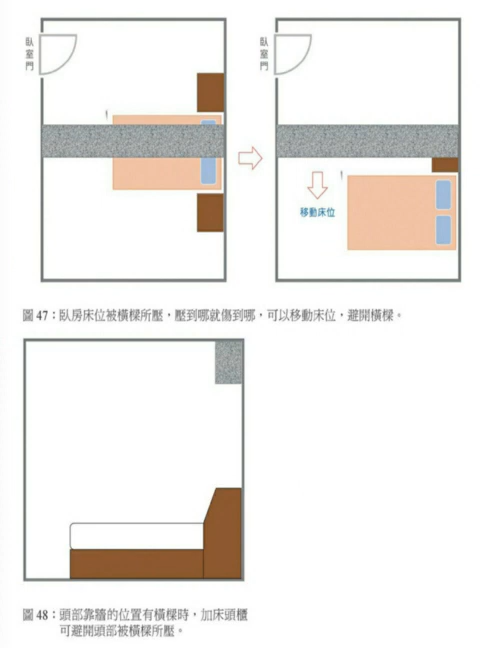 臥室門
臥室門
移動床位
圖 47：臥房床位被橫樑所壓，壓到哪就傷到哪，可以移動床位，避開橫樑。
圖 48：頭部靠牆的位置有橫樑時，加床頭櫃
可避開頭部被橫樑所壓。